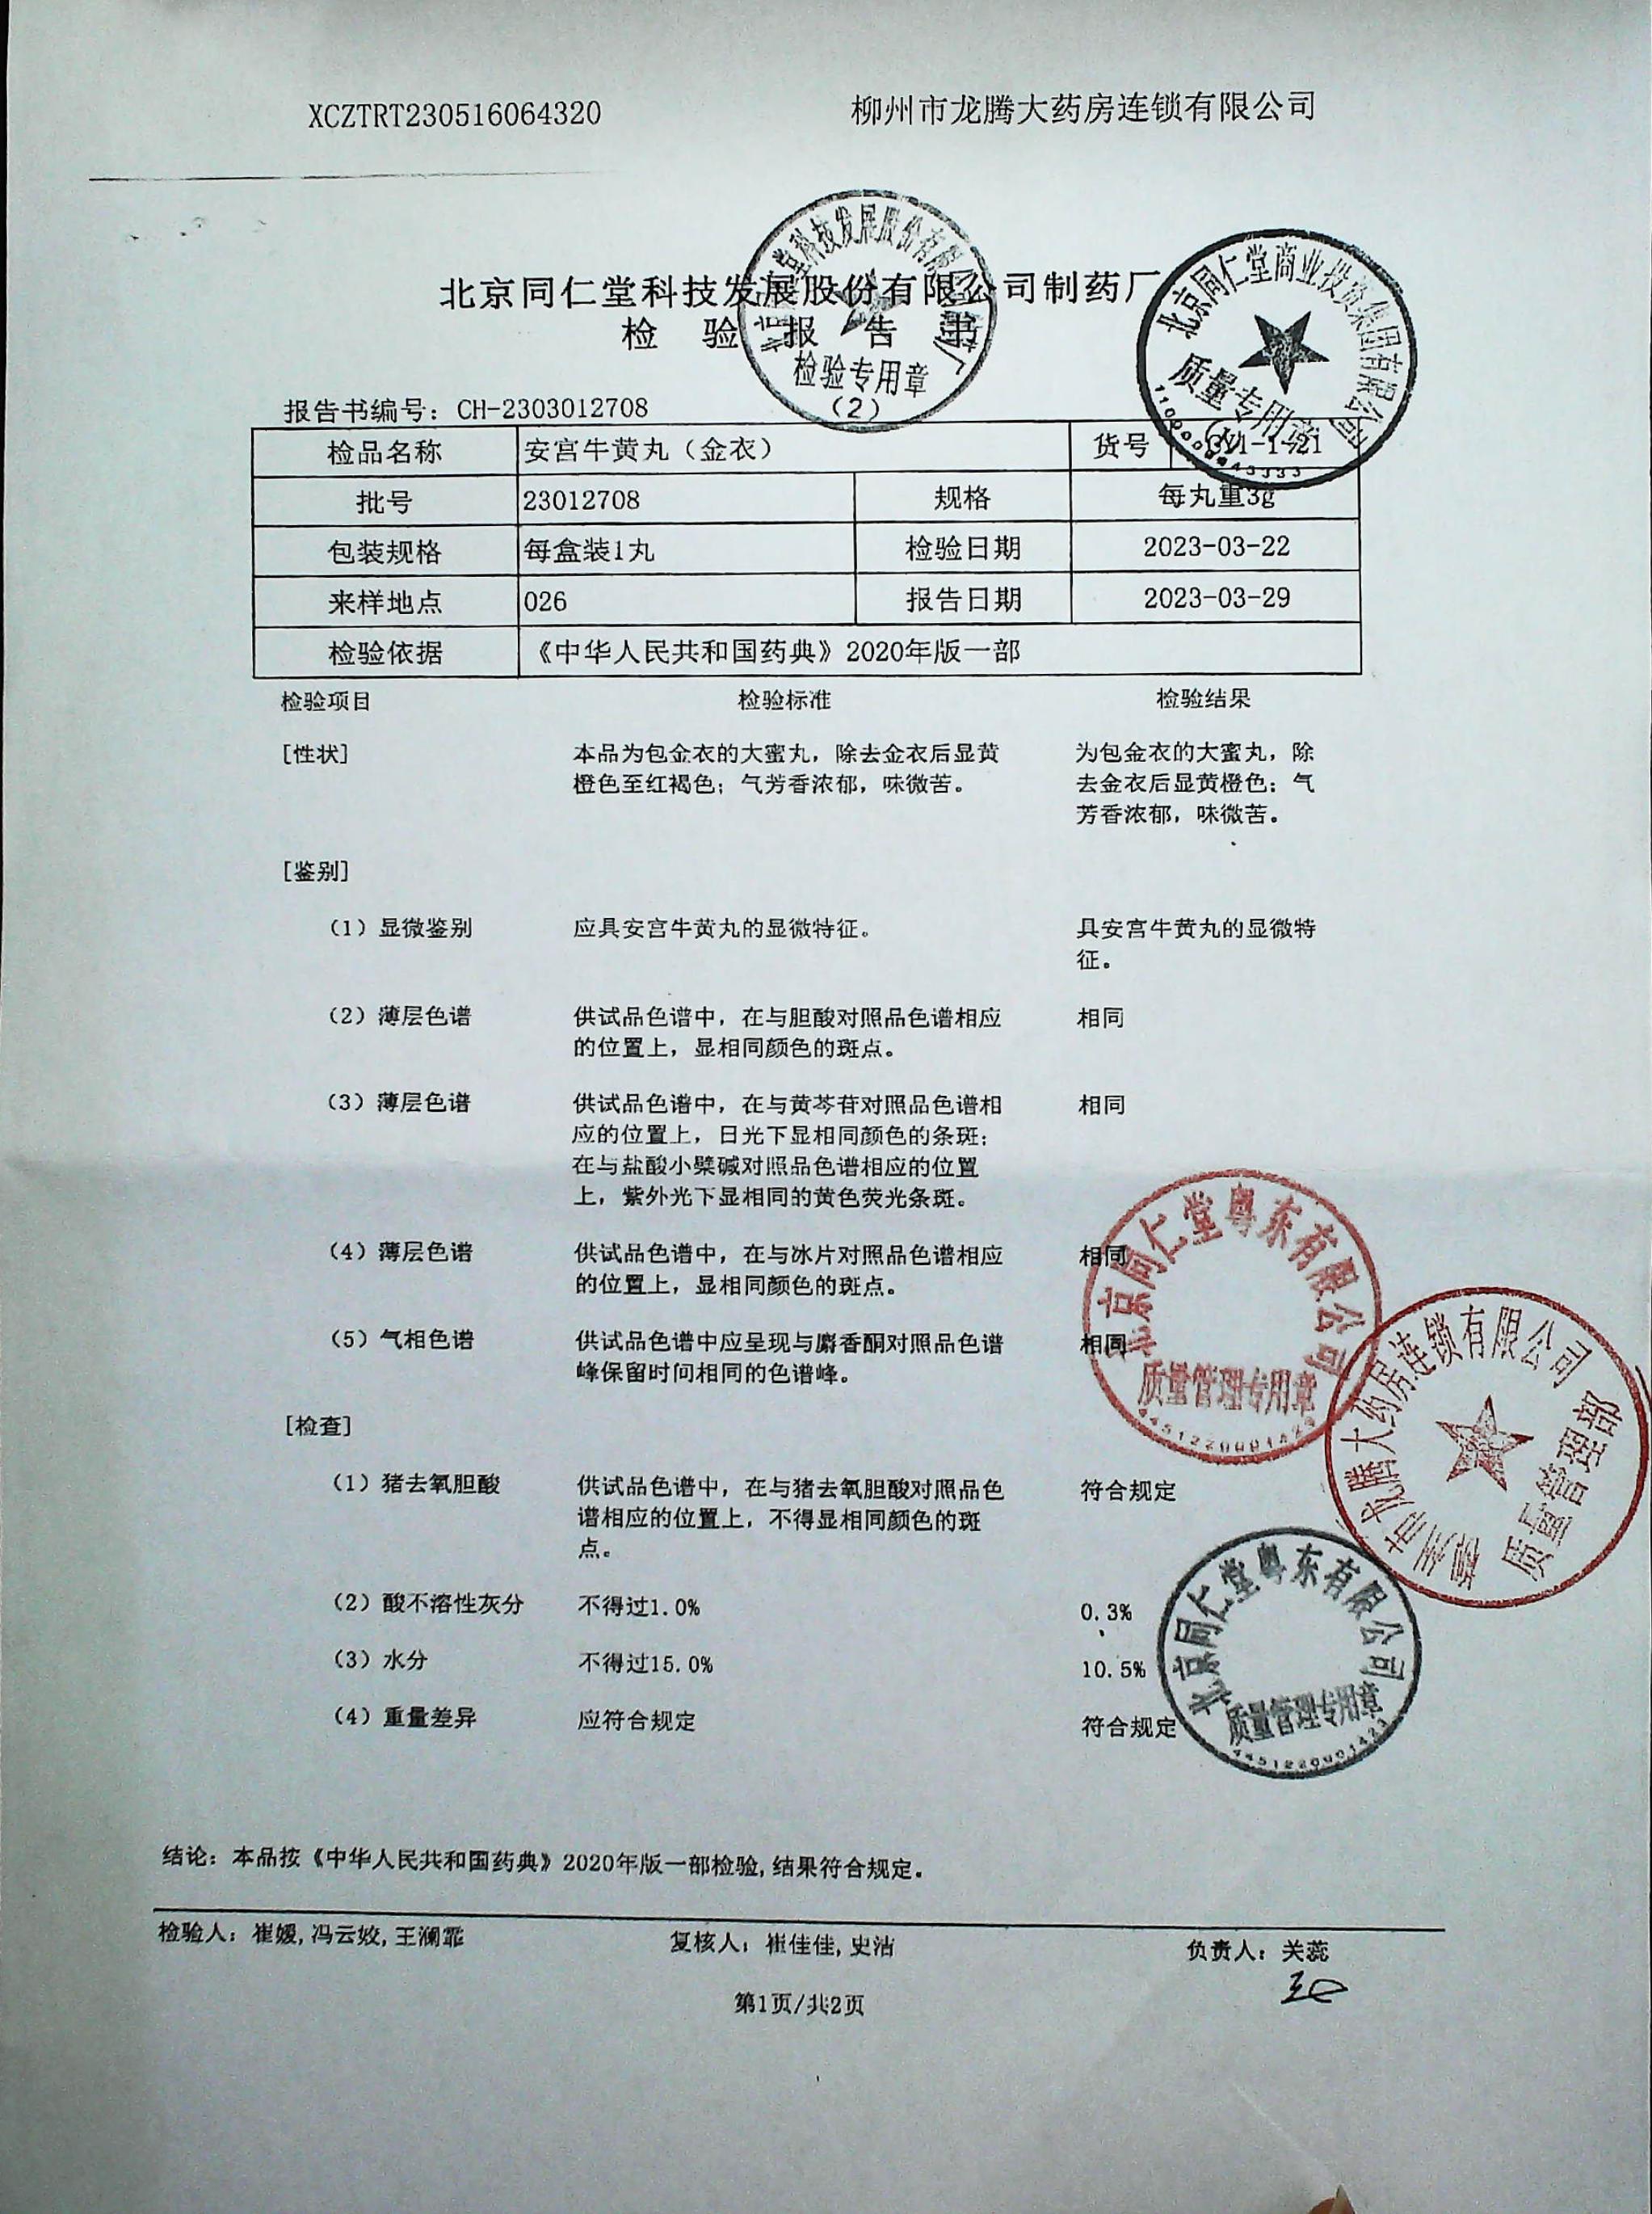 XCZTRT230516064320 柳州市龙腾大药房连锁有限公司
北京同仁堂科技发展股份有限公司制药厂
检验报告书
检验专用章
(2)
北京同仁堂商业投资集团有限公司
质量专用章
报告书编号：CH-2303012708
检品名称 安宫牛黄丸（金衣） 货号
批号 23012708 规格 每丸重3g
包装规格 每盒装1丸 检验日期 2023-03-22
来样地点 026 报告日期 2023-03-29
检验依据 《中华人民共和国药典》2020年版一部
检验项目 检验标准 检验结果
[性状] 本品为包金衣的大蜜丸，除去金衣后显黄 为包金衣的大蜜丸，除
橙色至红褐色；气芳香浓郁，味微苦。 去金衣后显黄橙色；气
芳香浓郁，味微苦。
[鉴别]
（1）显微鉴别 应具安宫牛黄丸的显微特征。 具安宫牛黄丸的显微特
征。
（2）薄层色谱 供试品色谱中，在与胆酸对照品色谱相应 相同
的位置上，显相同颜色的斑点。
（3）薄层色谱 供试品色谱中，在与黄芩苷对照品色谱相 相同
应的位置上，日光下显相同颜色的条斑；
在与盐酸小檗碱对照品色谱相应的位置
上，紫外光下显相同的黄色荧光条斑。
（4）薄层色谱 供试品色谱中，在与冰片对照品色谱相应 相同
的位置上，显相同颜色的斑点。
（5）气相色谱 供试品色谱中应呈现与麝香酮对照品色谱 相同
峰保留时间相同的色谱峰。
北京同仁堂粤东有限公司
质量管理专用章
柳州市龙腾大药房连锁有限公司
质量管理部
[检查]
（1）猪去氧胆酸 供试品色谱中，在与猪去氧胆酸对照品色 符合规定
谱相应的位置上，不得显相同颜色的斑
点。
（2）酸不溶性灰分 不得过1.0% 0.3%
（3）水分 不得过15.0% 10.5%
（4）重量差异 应符合规定 符合规定
北京同仁堂粤东有限公司
质量管理专用章
结论：本品按《中华人民共和国药典》2020年版一部检验,结果符合规定。
检验人：崔嫒,冯云姣,王澜霏 复核人：崔佳佳,史洁 负责人：关蕊
第1页/共2页